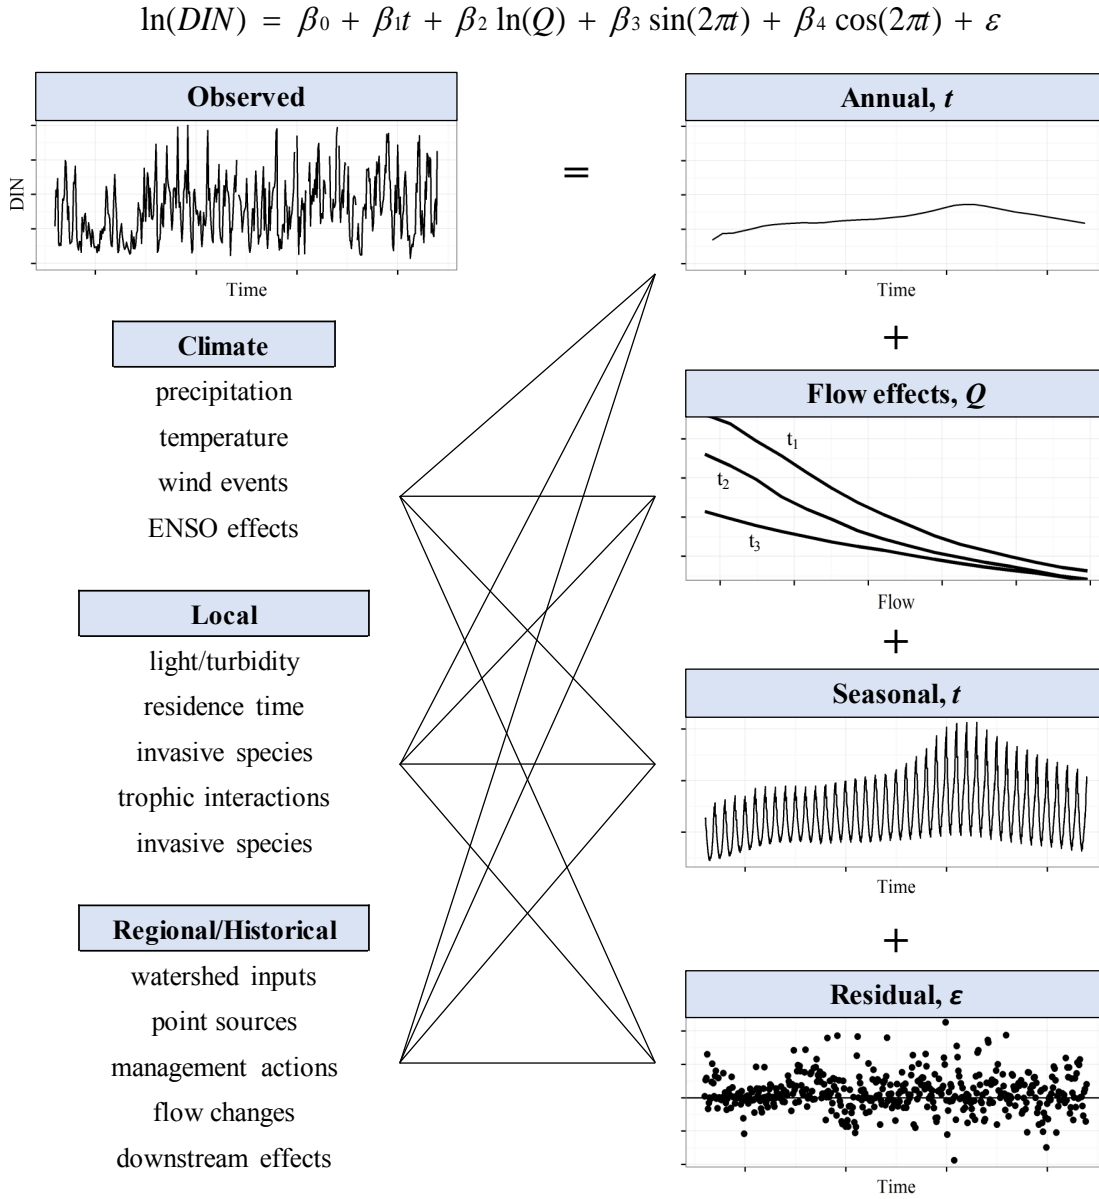 ln(DIN) = β0 + β1t + β2 ln(Q) + β3 sin(2πt) + β4 cos(2πt) + ε
Observed
DIN
Time
=
Climate
precipitation
temperature
wind events
ENSO effects
Local
light/turbidity
residence time
invasive species
trophic interactions
invasive species
Regional/Historical
watershed inputs
point sources
management actions
flow changes
downstream effects
Annual, t
Time
+
Flow effects, Q
t1
t2
t3
Flow
+
Seasonal, t
Time
+
Residual, ε
Time